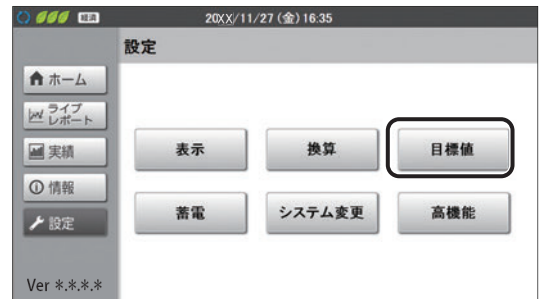 経済 20XX/11/27 (金) 16:35
設定
ホーム
ライブ
レポート
実績
情報
設定
表示 換算 目標値
蓄電 システム変更 高機能
Ver *.*.*.*